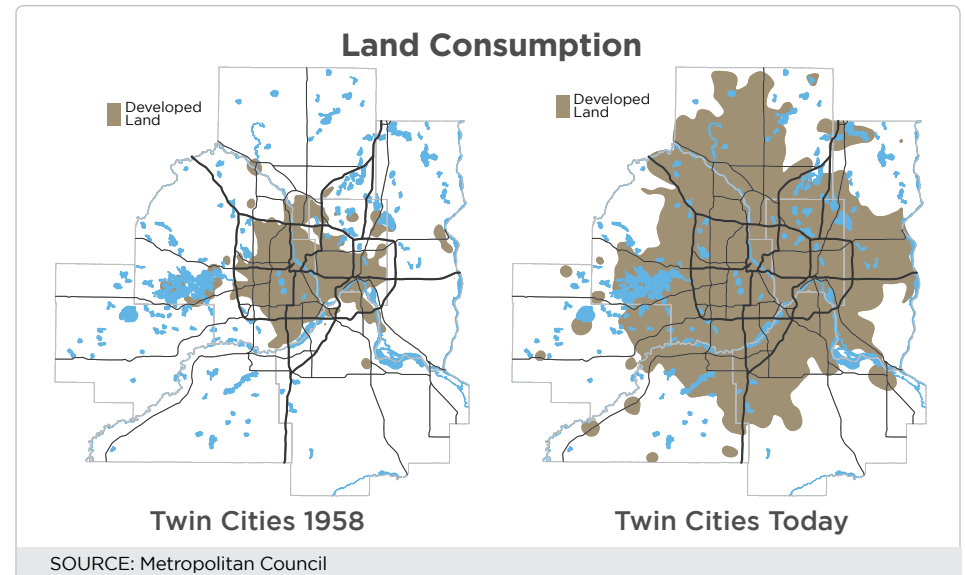 Land Consumption
Developed
Land
Developed
Land
Twin Cities 1958
Twin Cities Today
SOURCE: Metropolitan Council